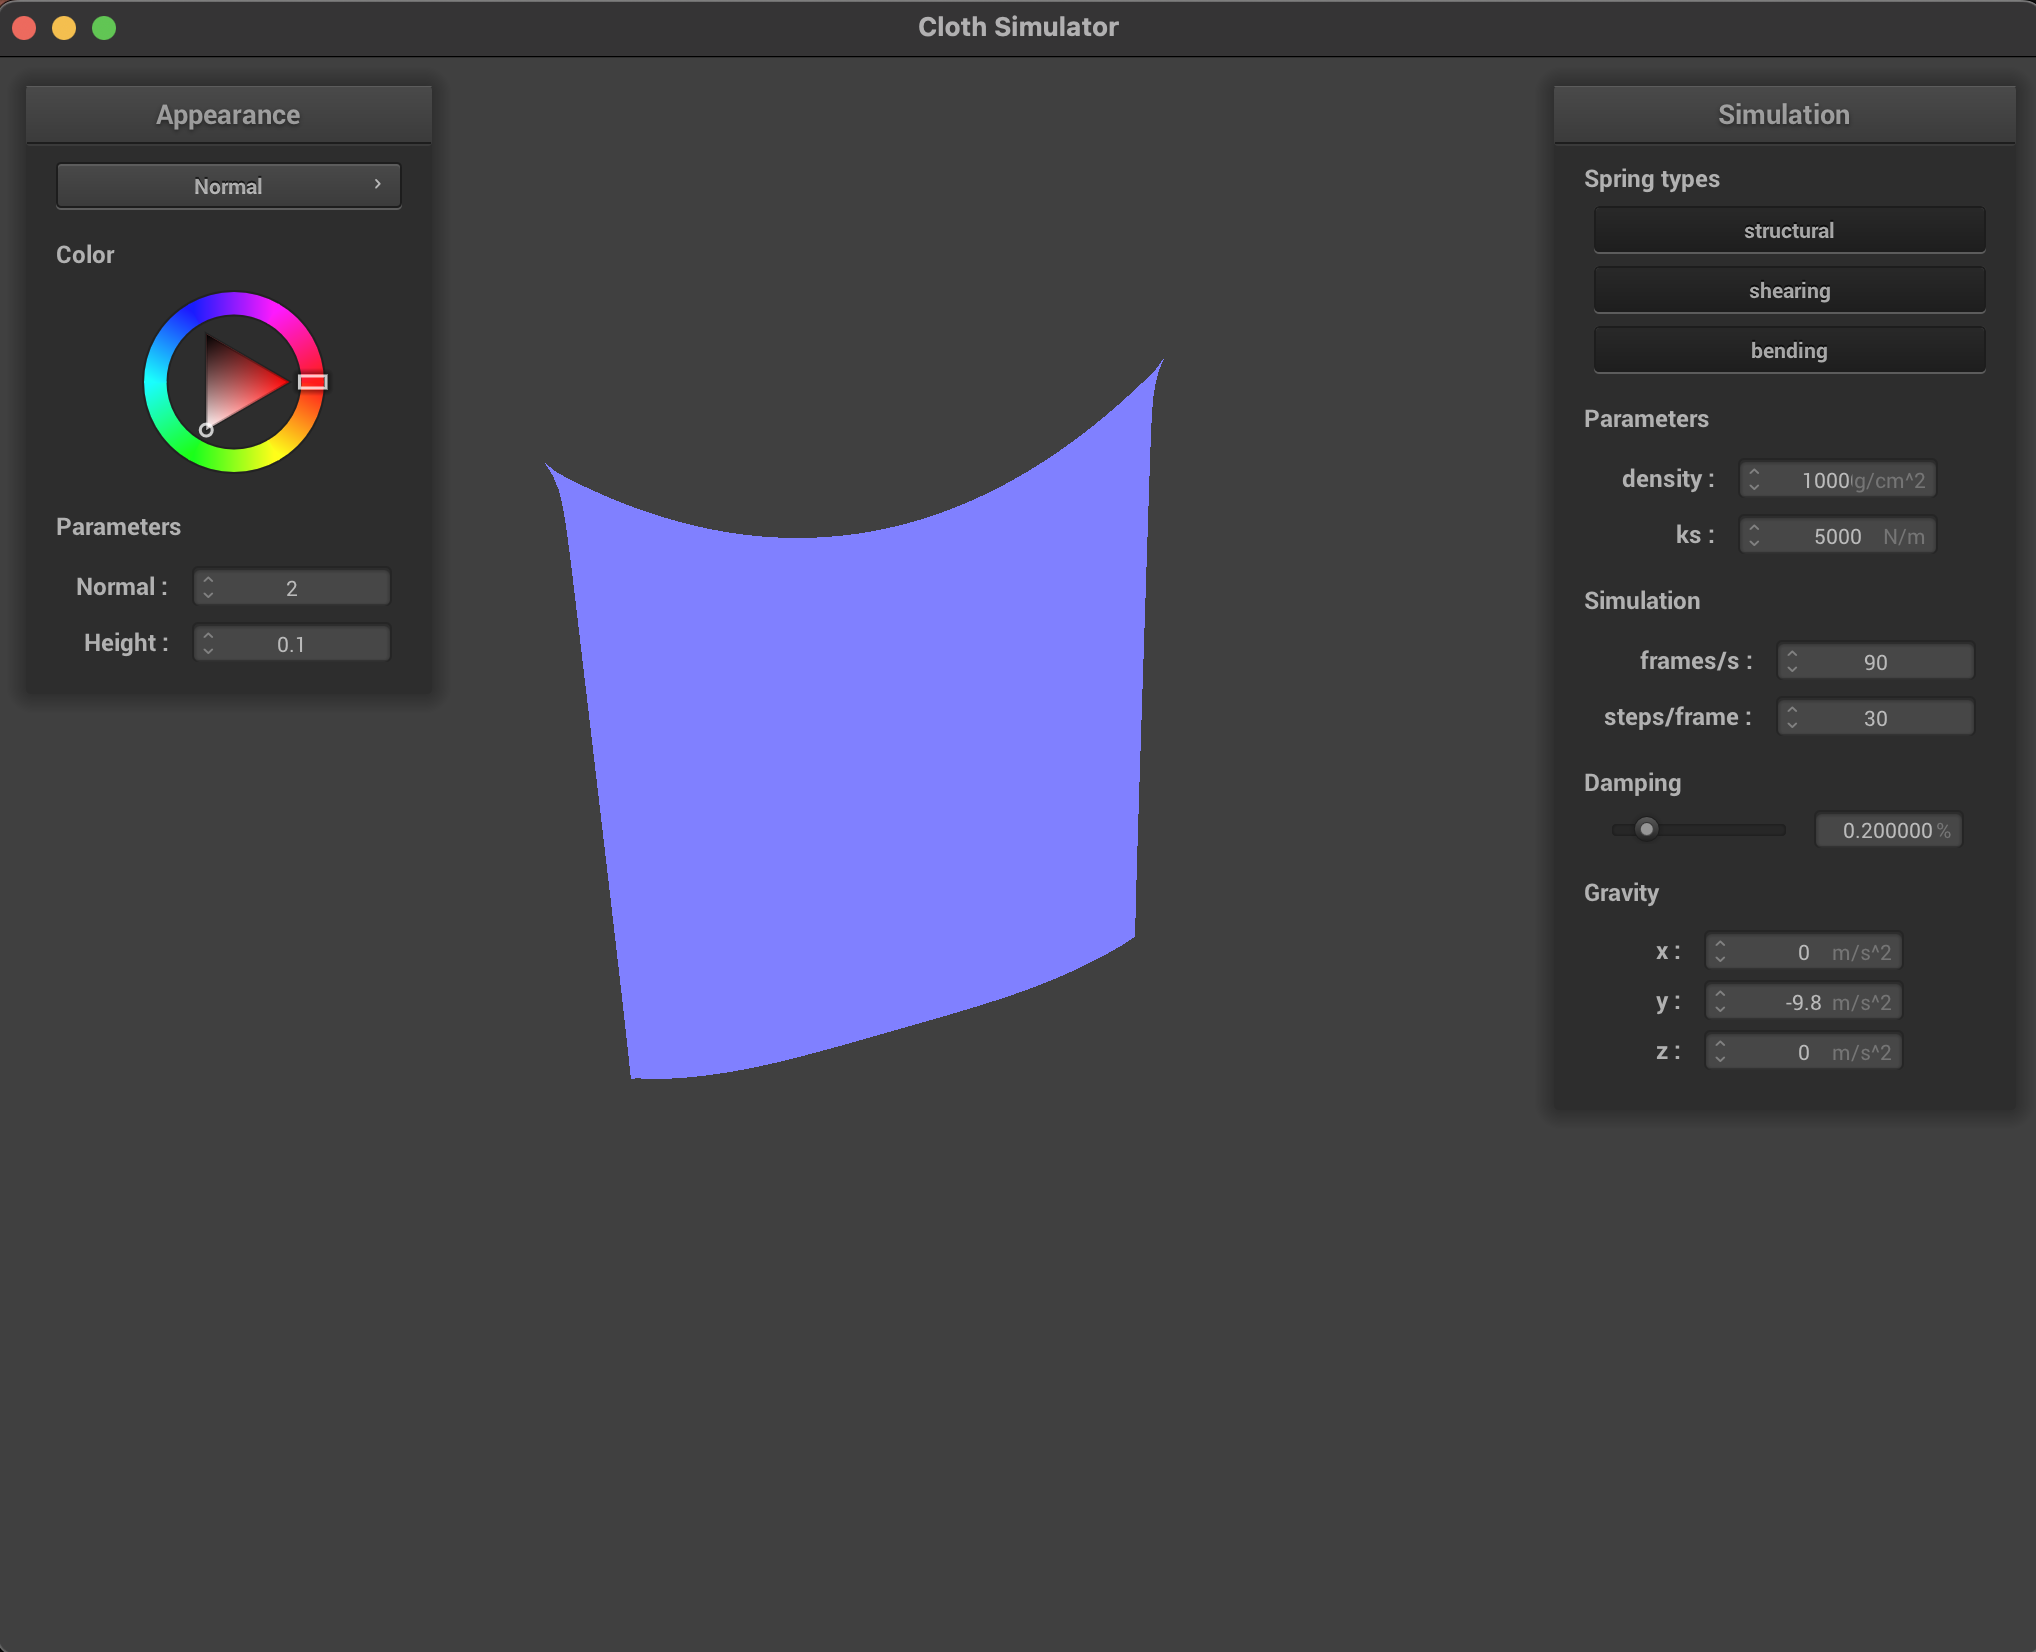 Cloth Simulator
Appearance
Normal
Color
Parameters
Normal : 2
Height : 0.1
Simulation
Spring types
structural
shearing
bending
Parameters
density : 1000 g/cm^2
ks : 5000 N/m
Simulation
frames/s : 90
steps/frame : 30
Damping
0.200000 %
Gravity
x : 0 m/s^2
y : -9.8 m/s^2
z : 0 m/s^2